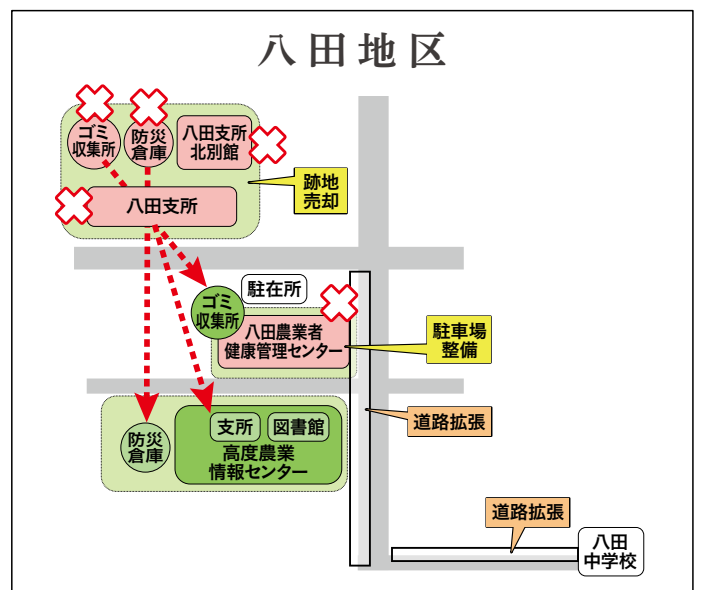 八田地区
ゴミ
収集所
防災
倉庫
八田支所
北別館
跡地
売却
八田支所
駐在所
ゴミ
収集所
八田農業者
健康管理センター
駐車場
整備
道路拡張
支所
図書館
防災
倉庫
高度農業
情報センター
道路拡張
八田
中学校